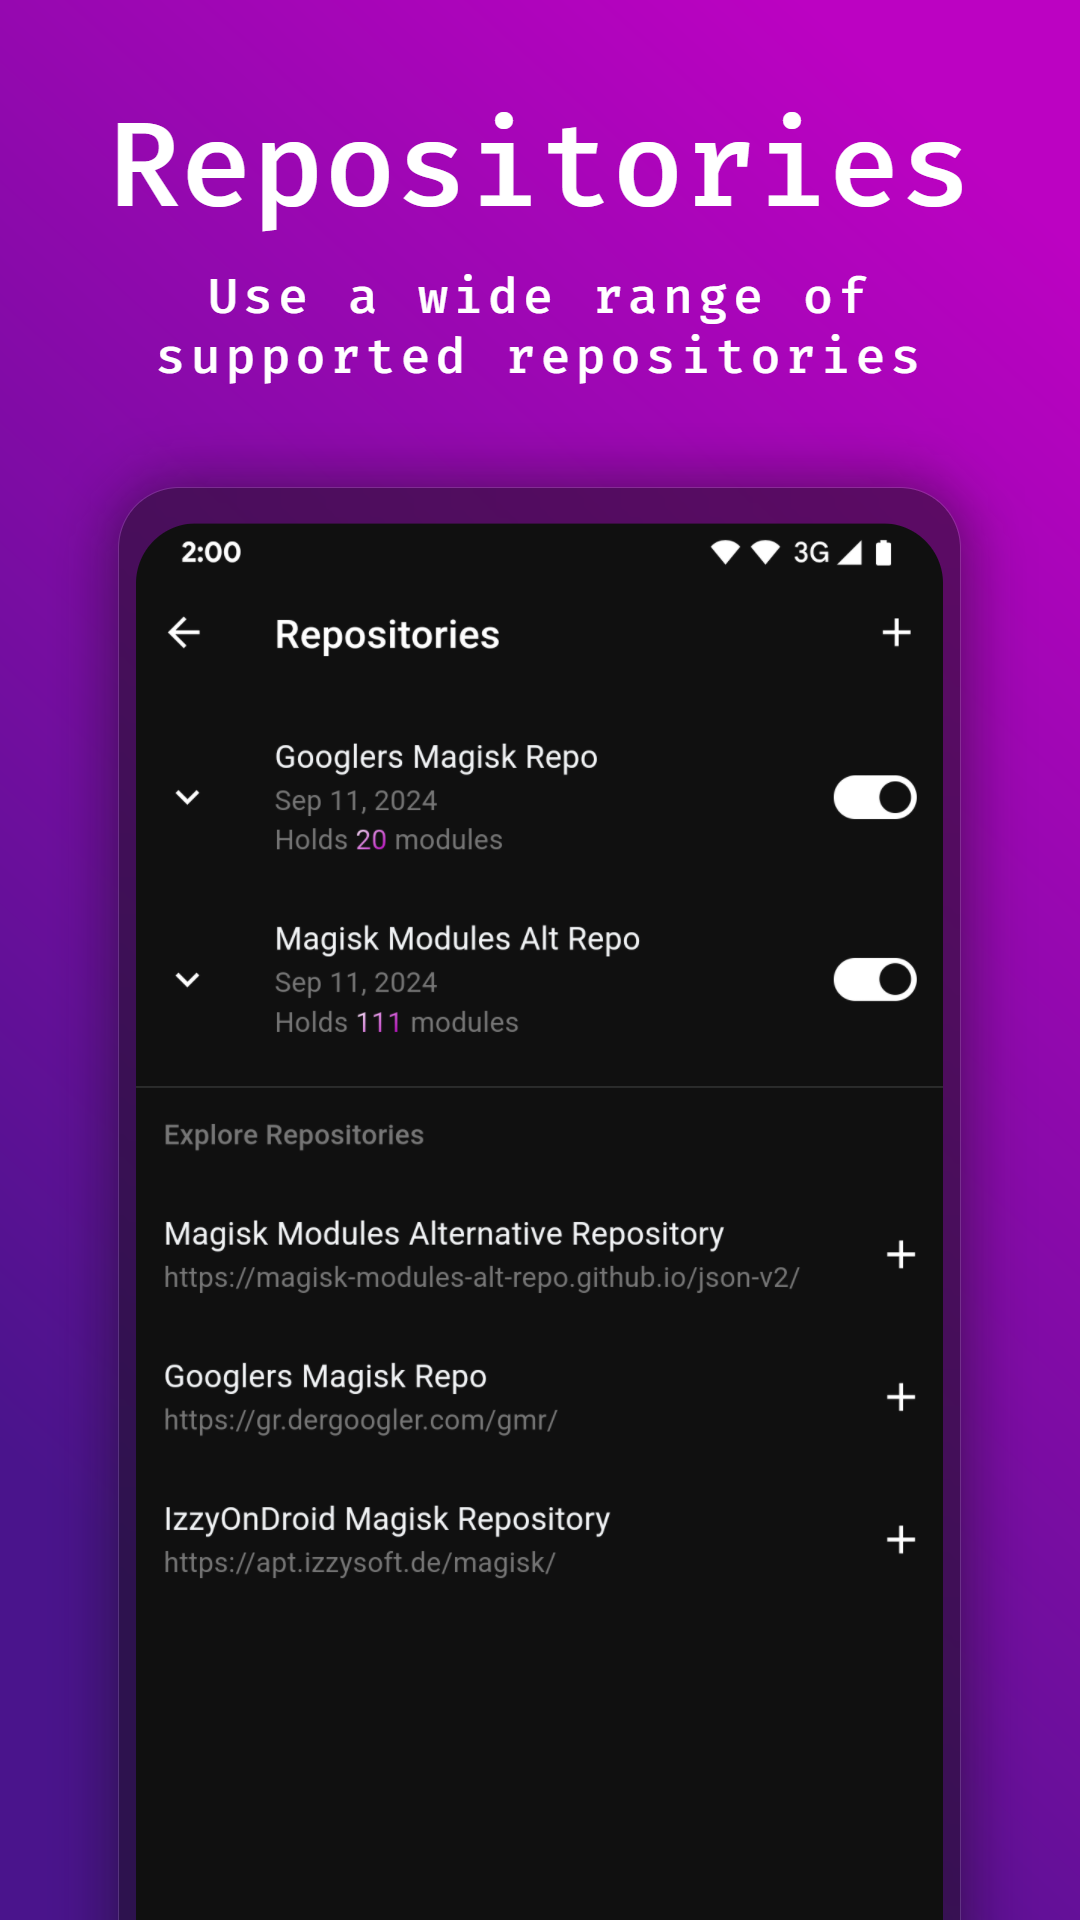 Repositories
Use a wide range of
supported repositories
2:00
3G
Repositories
Googlers Magisk Repo
Sep 11, 2024
Holds 20 modules
Magisk Modules Alt Repo
Sep 11, 2024
Holds 111 modules
Explore Repositories
Magisk Modules Alternative Repository
https://magisk-modules-alt-repo.github.io/json-v2/
Googlers Magisk Repo
https://gr.dergoogler.com/gmr/
IzzyOnDroid Magisk Repository
https://apt.izzysoft.de/magisk/